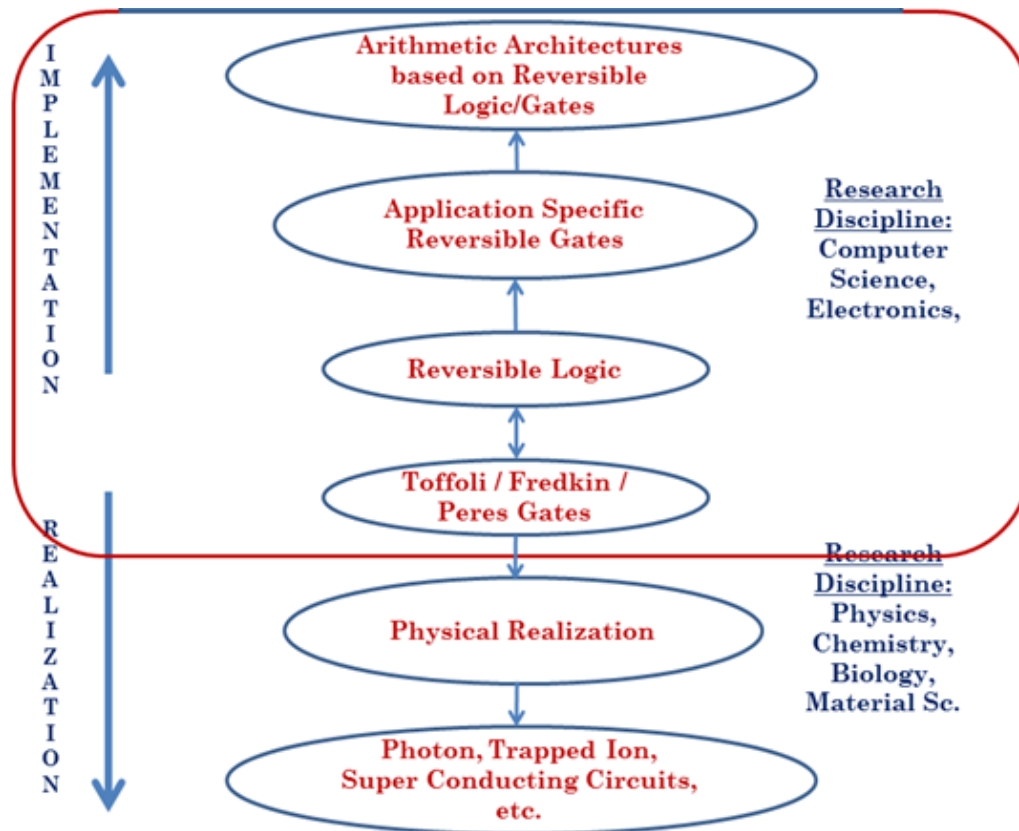 IMPLEMENTATION
Arithmetic Architectures
based on Reversible
Logic/Gates
Application Specific
Reversible Gates
Research
Discipline:
Computer
Science,
Electronics,
Reversible Logic
Toffoli / Fredkin /
Peres Gates
REALIZATION
Research
Discipline:
Physics,
Chemistry,
Biology,
Material Sc.
Physical Realization
Photon, Trapped Ion,
Super Conducting Circuits,
etc.